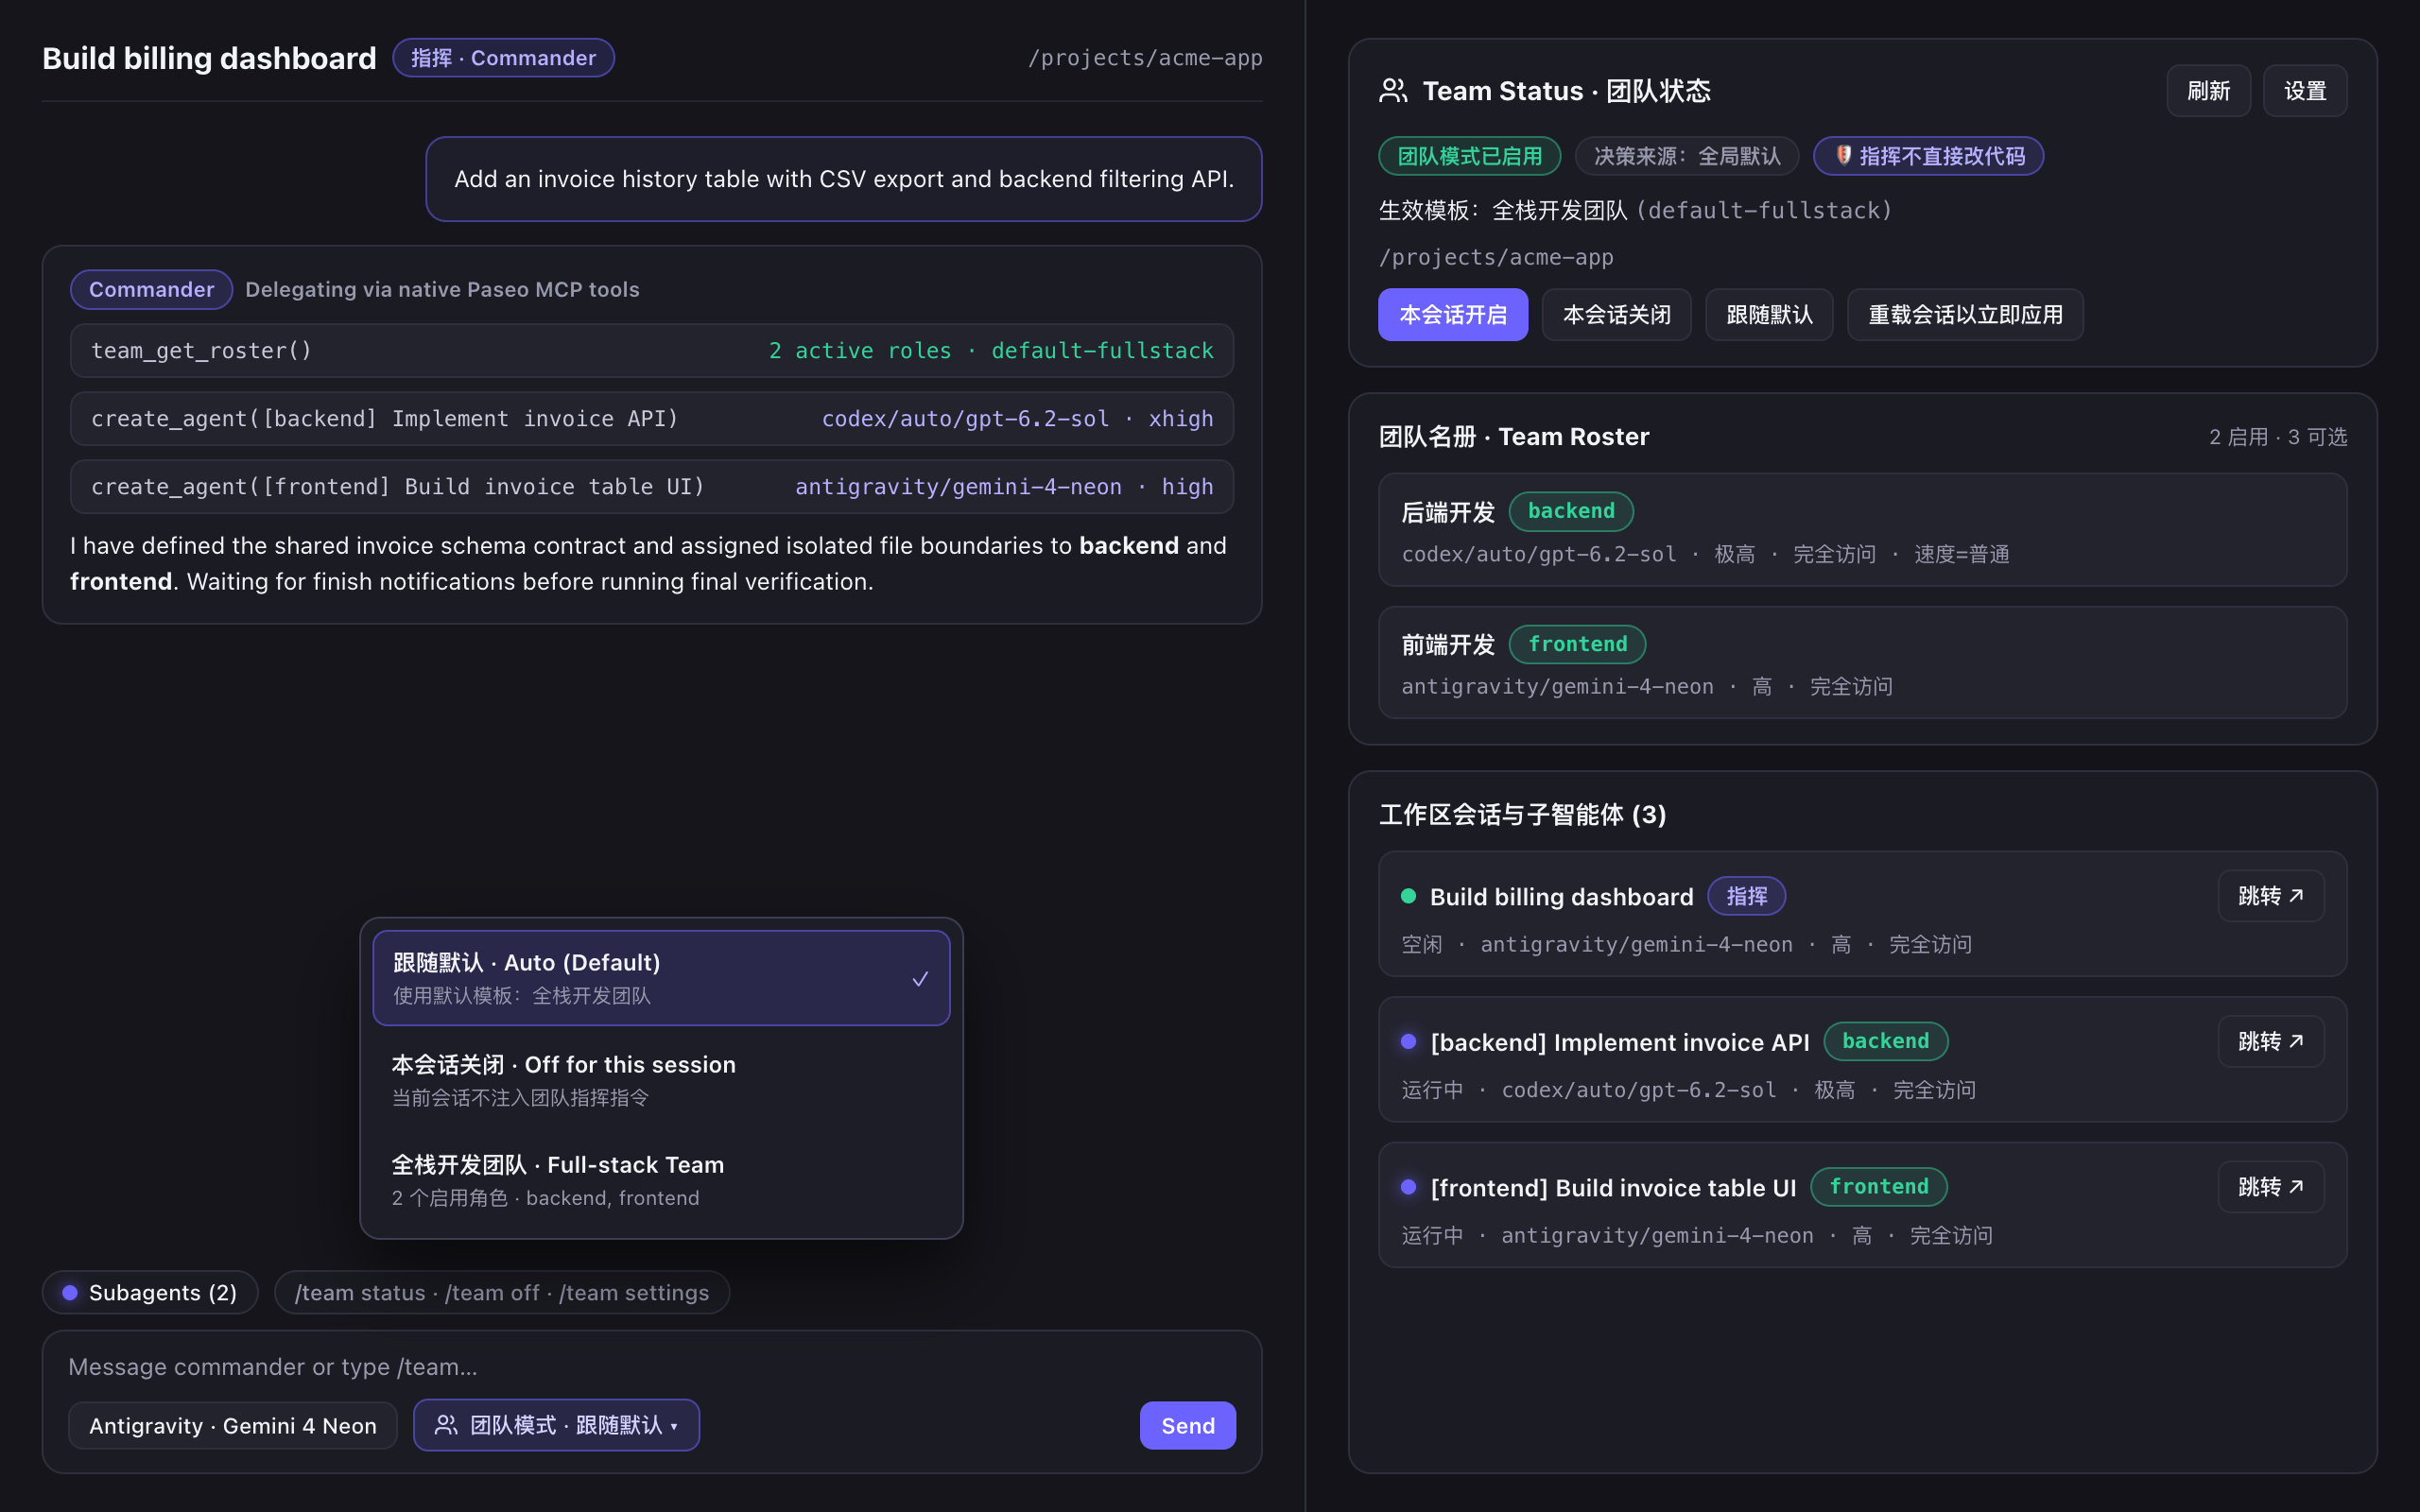 Build billing dashboard 指挥 · Commander /projects/acme-app
Add an invoice history table with CSV export and backend filtering API.
Commander Delegating via native Paseo MCP tools
team_get_roster() 2 active roles · default-fullstack
create_agent([backend] Implement invoice API) codex/auto/gpt-6.2-sol · xhigh
create_agent([frontend] Build invoice table UI) antigravity/gemini-4-neon · high
I have defined the shared invoice schema contract and assigned isolated file boundaries to backend and
frontend. Waiting for finish notifications before running final verification.
跟随默认 · Auto (Default) ✓
使用默认模板：全栈开发团队
本会话关闭 · Off for this session
当前会话不注入团队指挥指令
全栈开发团队 · Full-stack Team
2 个启用角色 · backend, frontend
Subagents (2) /team status · /team off · /team settings
Message commander or type /team...
Antigravity · Gemini 4 Neon 团队模式 · 跟随默认 ▾ Send
Team Status · 团队状态 刷新 设置
团队模式已启用 决策来源：全局默认 指挥不直接改代码
生效模板：全栈开发团队 (default-fullstack)
/projects/acme-app
本会话开启 本会话关闭 跟随默认 重载会话以立即应用
团队名册 · Team Roster 2 启用 · 3 可选
后端开发 backend
codex/auto/gpt-6.2-sol · 极高 · 完全访问 · 速度=普通
前端开发 frontend
antigravity/gemini-4-neon · 高 · 完全访问
工作区会话与子智能体 (3)
Build billing dashboard 指挥 跳转 ↗
空闲 · antigravity/gemini-4-neon · 高 · 完全访问
[backend] Implement invoice API backend 跳转 ↗
运行中 · codex/auto/gpt-6.2-sol · 极高 · 完全访问
[frontend] Build invoice table UI frontend 跳转 ↗
运行中 · antigravity/gemini-4-neon · 高 · 完全访问